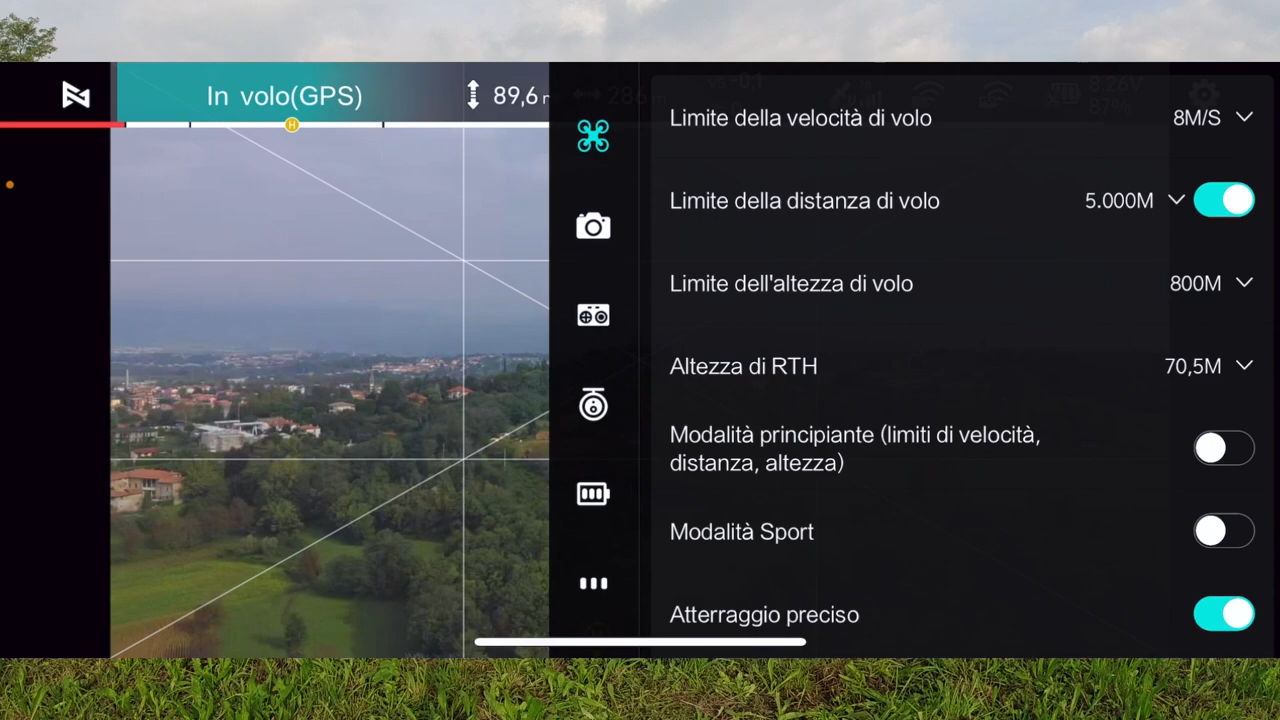 In volo(GPS)
89,6
H
Limite della velocità di volo
8M/S
Limite della distanza di volo
5.000M
Limite dell'altezza di volo
800M
Altezza di RTH
70,5M
Modalità principiante (limiti di velocità,
distanza, altezza)
Modalità Sport
Atterraggio preciso